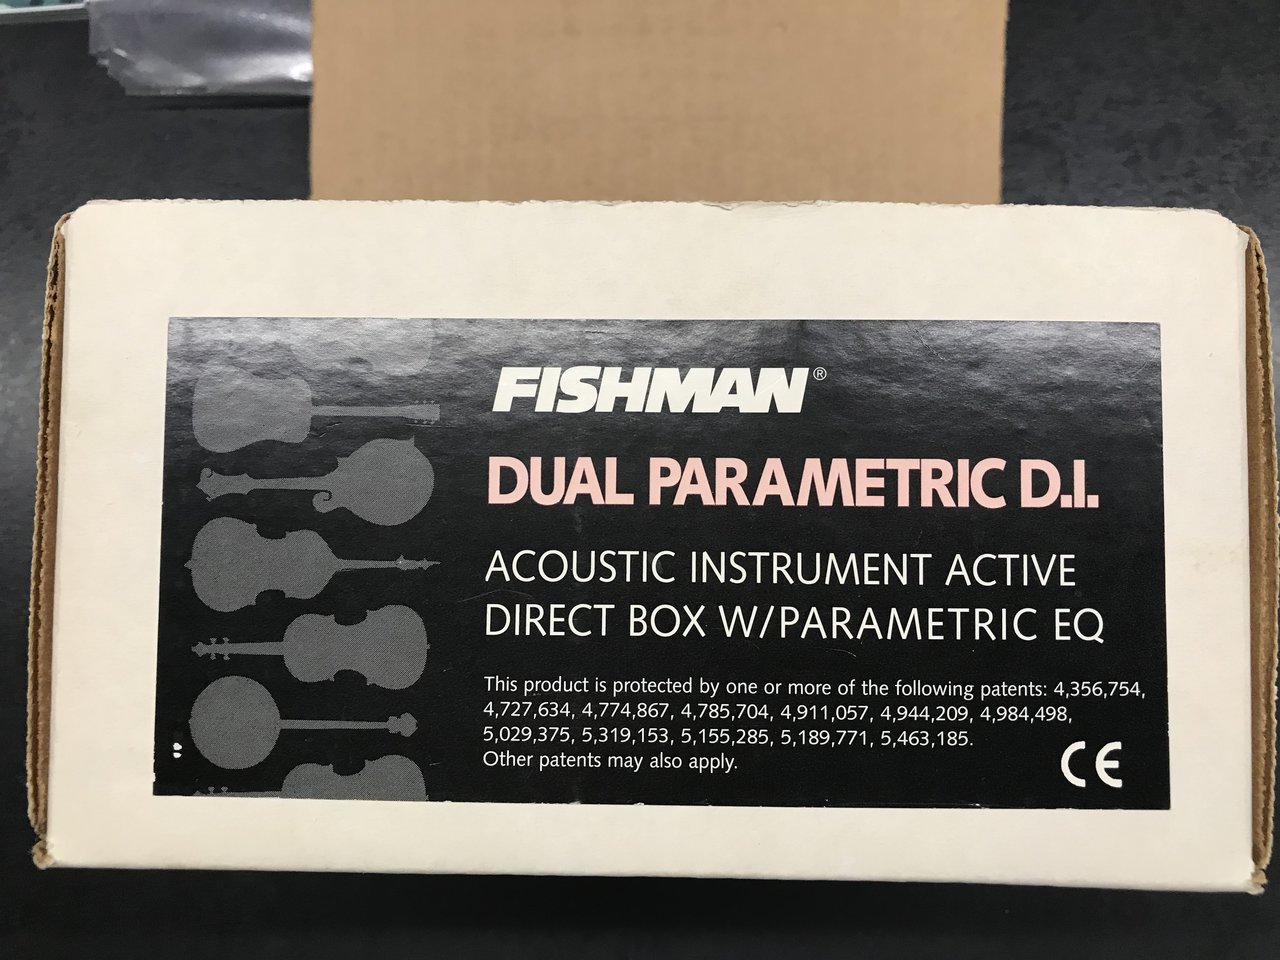 FISHMAN®
DUAL PARAMETRIC D.I.
ACOUSTIC INSTRUMENT ACTIVE
DIRECT BOX W/PARAMETRIC EQ
This product is protected by one or more of the following patents: 4,356,754,
4,727,634, 4,774,867, 4,785,704, 4,911,057, 4,944,209, 4,984,498,
5,029,375, 5,319,153, 5,155,285, 5,189,771, 5,463,185.
Other patents may also apply.
CE